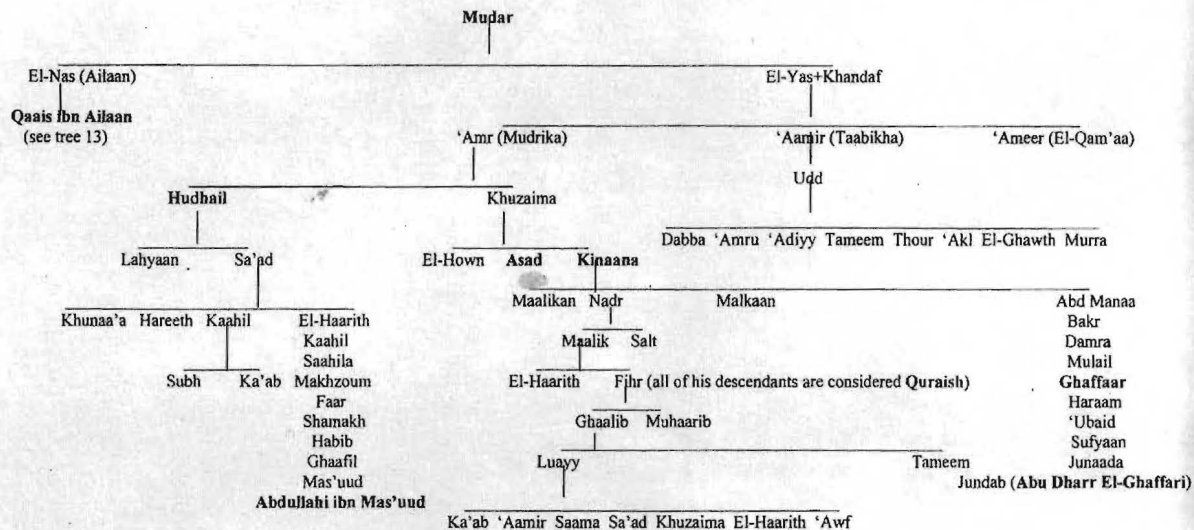 Mudar
El-Nas (Ailaan) El-Yas+Khandaf
Qaais ibn Ailaan
(see tree 13)
‘Amr (Mudrika) ‘Aamir (Taabikha) ‘Ameer (El-Qam’aa)
Udd
Hudhail Khuzaima
Dabba ‘Amru ‘Adiyy Tameem Thour ‘Akl El-Ghawth Murra
Lahyaan Sa’ad El-Hown Asad Kinaana
Maalikan Nadr Malkaan Abd Manaa
Khunaa’a Hareeth Kaahil El-Haarith Bakr
Kaahil Maalik Salt Damra
Saahila Mulail
Subh Ka’ab Makhzoum El-Haarith Fihr (all of his descendants are considered Quraish) Ghaffaar
Faar Haraam
Shamakh Ghaalib Muhaarib ‘Ubaid
Habib Sufyaan
Ghaafil Luayy Tameem Junaada
Mas’uud Jundab (Abu Dharr El-Ghaffari)
Abdullahi ibn Mas’uud
Ka’ab ‘Aamir Saama Sa’ad Khuzaima El-Haarith ‘Awf